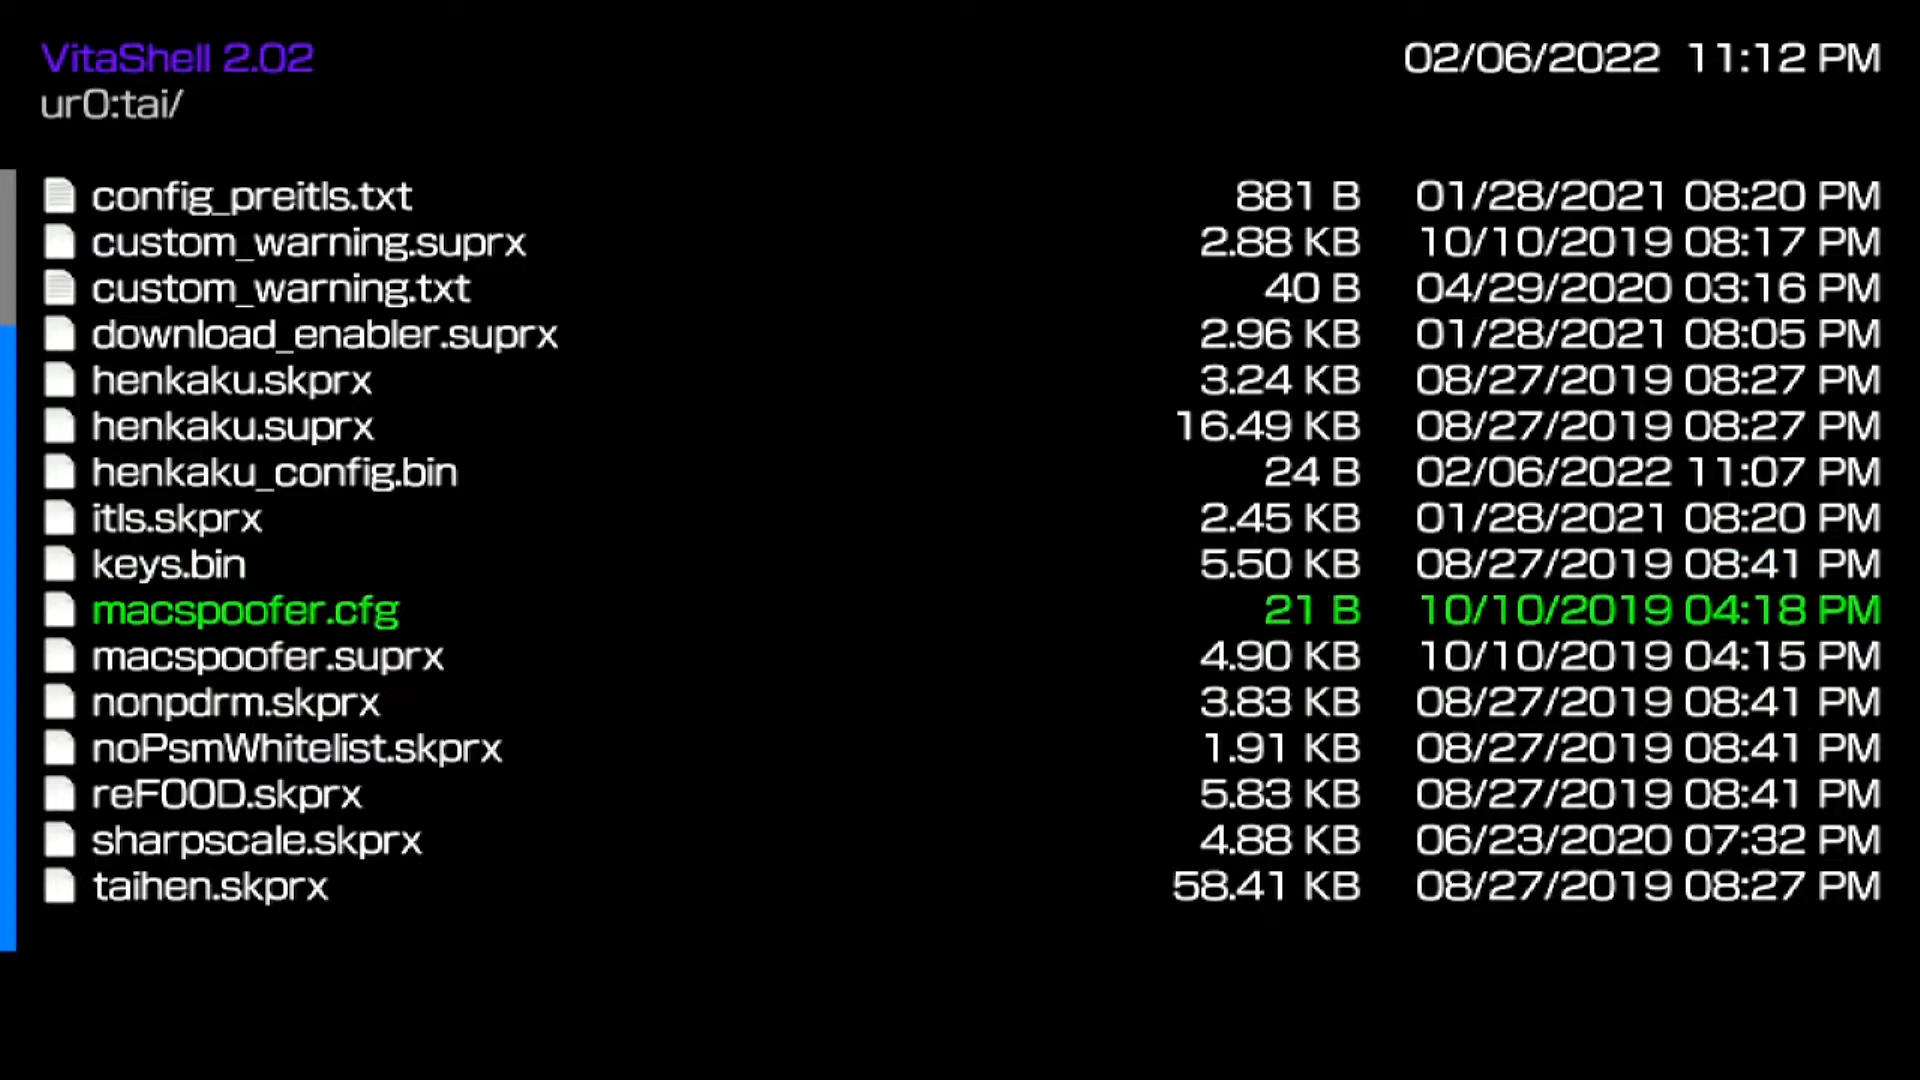 VitaShell 2.02 02/06/2022 11:12 PM
ur0:tai/
config_preitls.txt 881 B 01/28/2021 08:20 PM
custom_warning.suprx 2.88 KB 10/10/2019 08:17 PM
custom_warning.txt 40 B 04/29/2020 03:16 PM
download_enabler.suprx 2.96 KB 01/28/2021 08:05 PM
henkaku.skprx 3.24 KB 08/27/2019 08:27 PM
henkaku.suprx 16.49 KB 08/27/2019 08:27 PM
henkaku_config.bin 24 B 02/06/2022 11:07 PM
itls.skprx 2.45 KB 01/28/2021 08:20 PM
keys.bin 5.50 KB 08/27/2019 08:41 PM
macspoofer.cfg 21 B 10/10/2019 04:18 PM
macspoofer.suprx 4.90 KB 10/10/2019 04:15 PM
nonpdrm.skprx 3.83 KB 08/27/2019 08:41 PM
noPsmWhitelist.skprx 1.91 KB 08/27/2019 08:41 PM
reF00D.skprx 5.83 KB 08/27/2019 08:41 PM
sharpscale.skprx 4.88 KB 06/23/2020 07:32 PM
taihen.skprx 58.41 KB 08/27/2019 08:27 PM